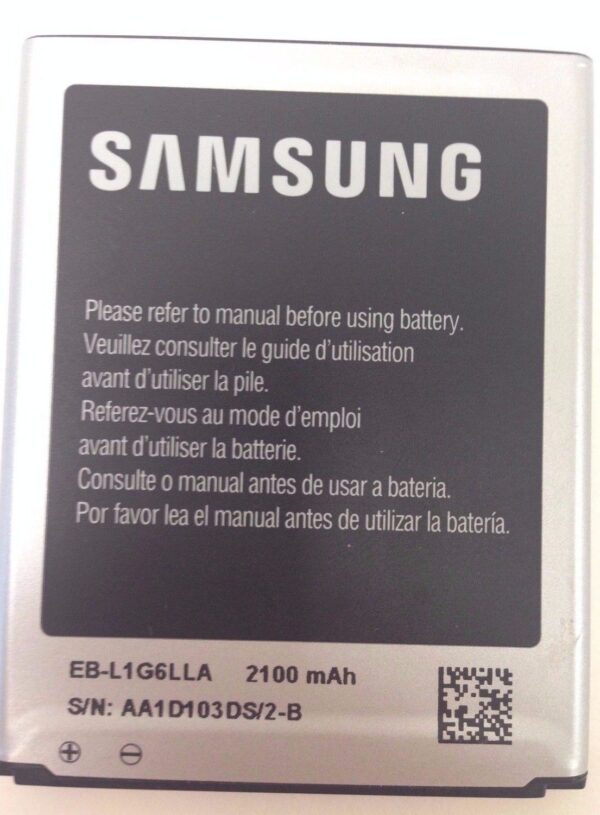 SAMSUNG
Please refer to manual before using battery.
Veuillez consulter le guide d'utilisation
avant d'utiliser la pile.
Referez-vous au mode d'emploi
avant d'utiliser la batterie.
Consulte o manual antes de usar a bateria.
Por favor lea el manual antes de utilizar la batería.
EB-L1G6LLA 2100 mAh
S/N: AA1D103DS/2-B
⊕ ⊖